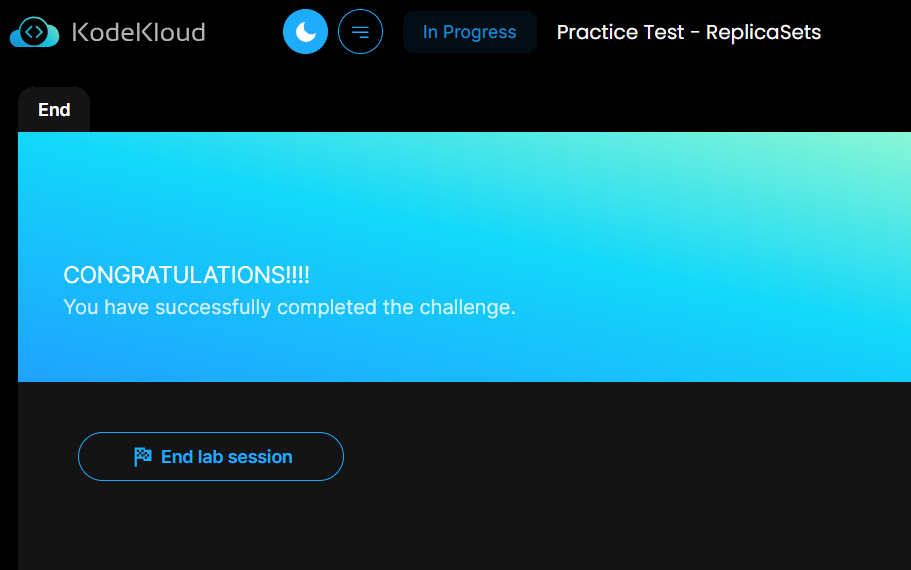 KodeKloud
In Progress
Practice Test - ReplicaSets
End
CONGRATULATIONS!!!!
You have successfully completed the challenge.
End lab session